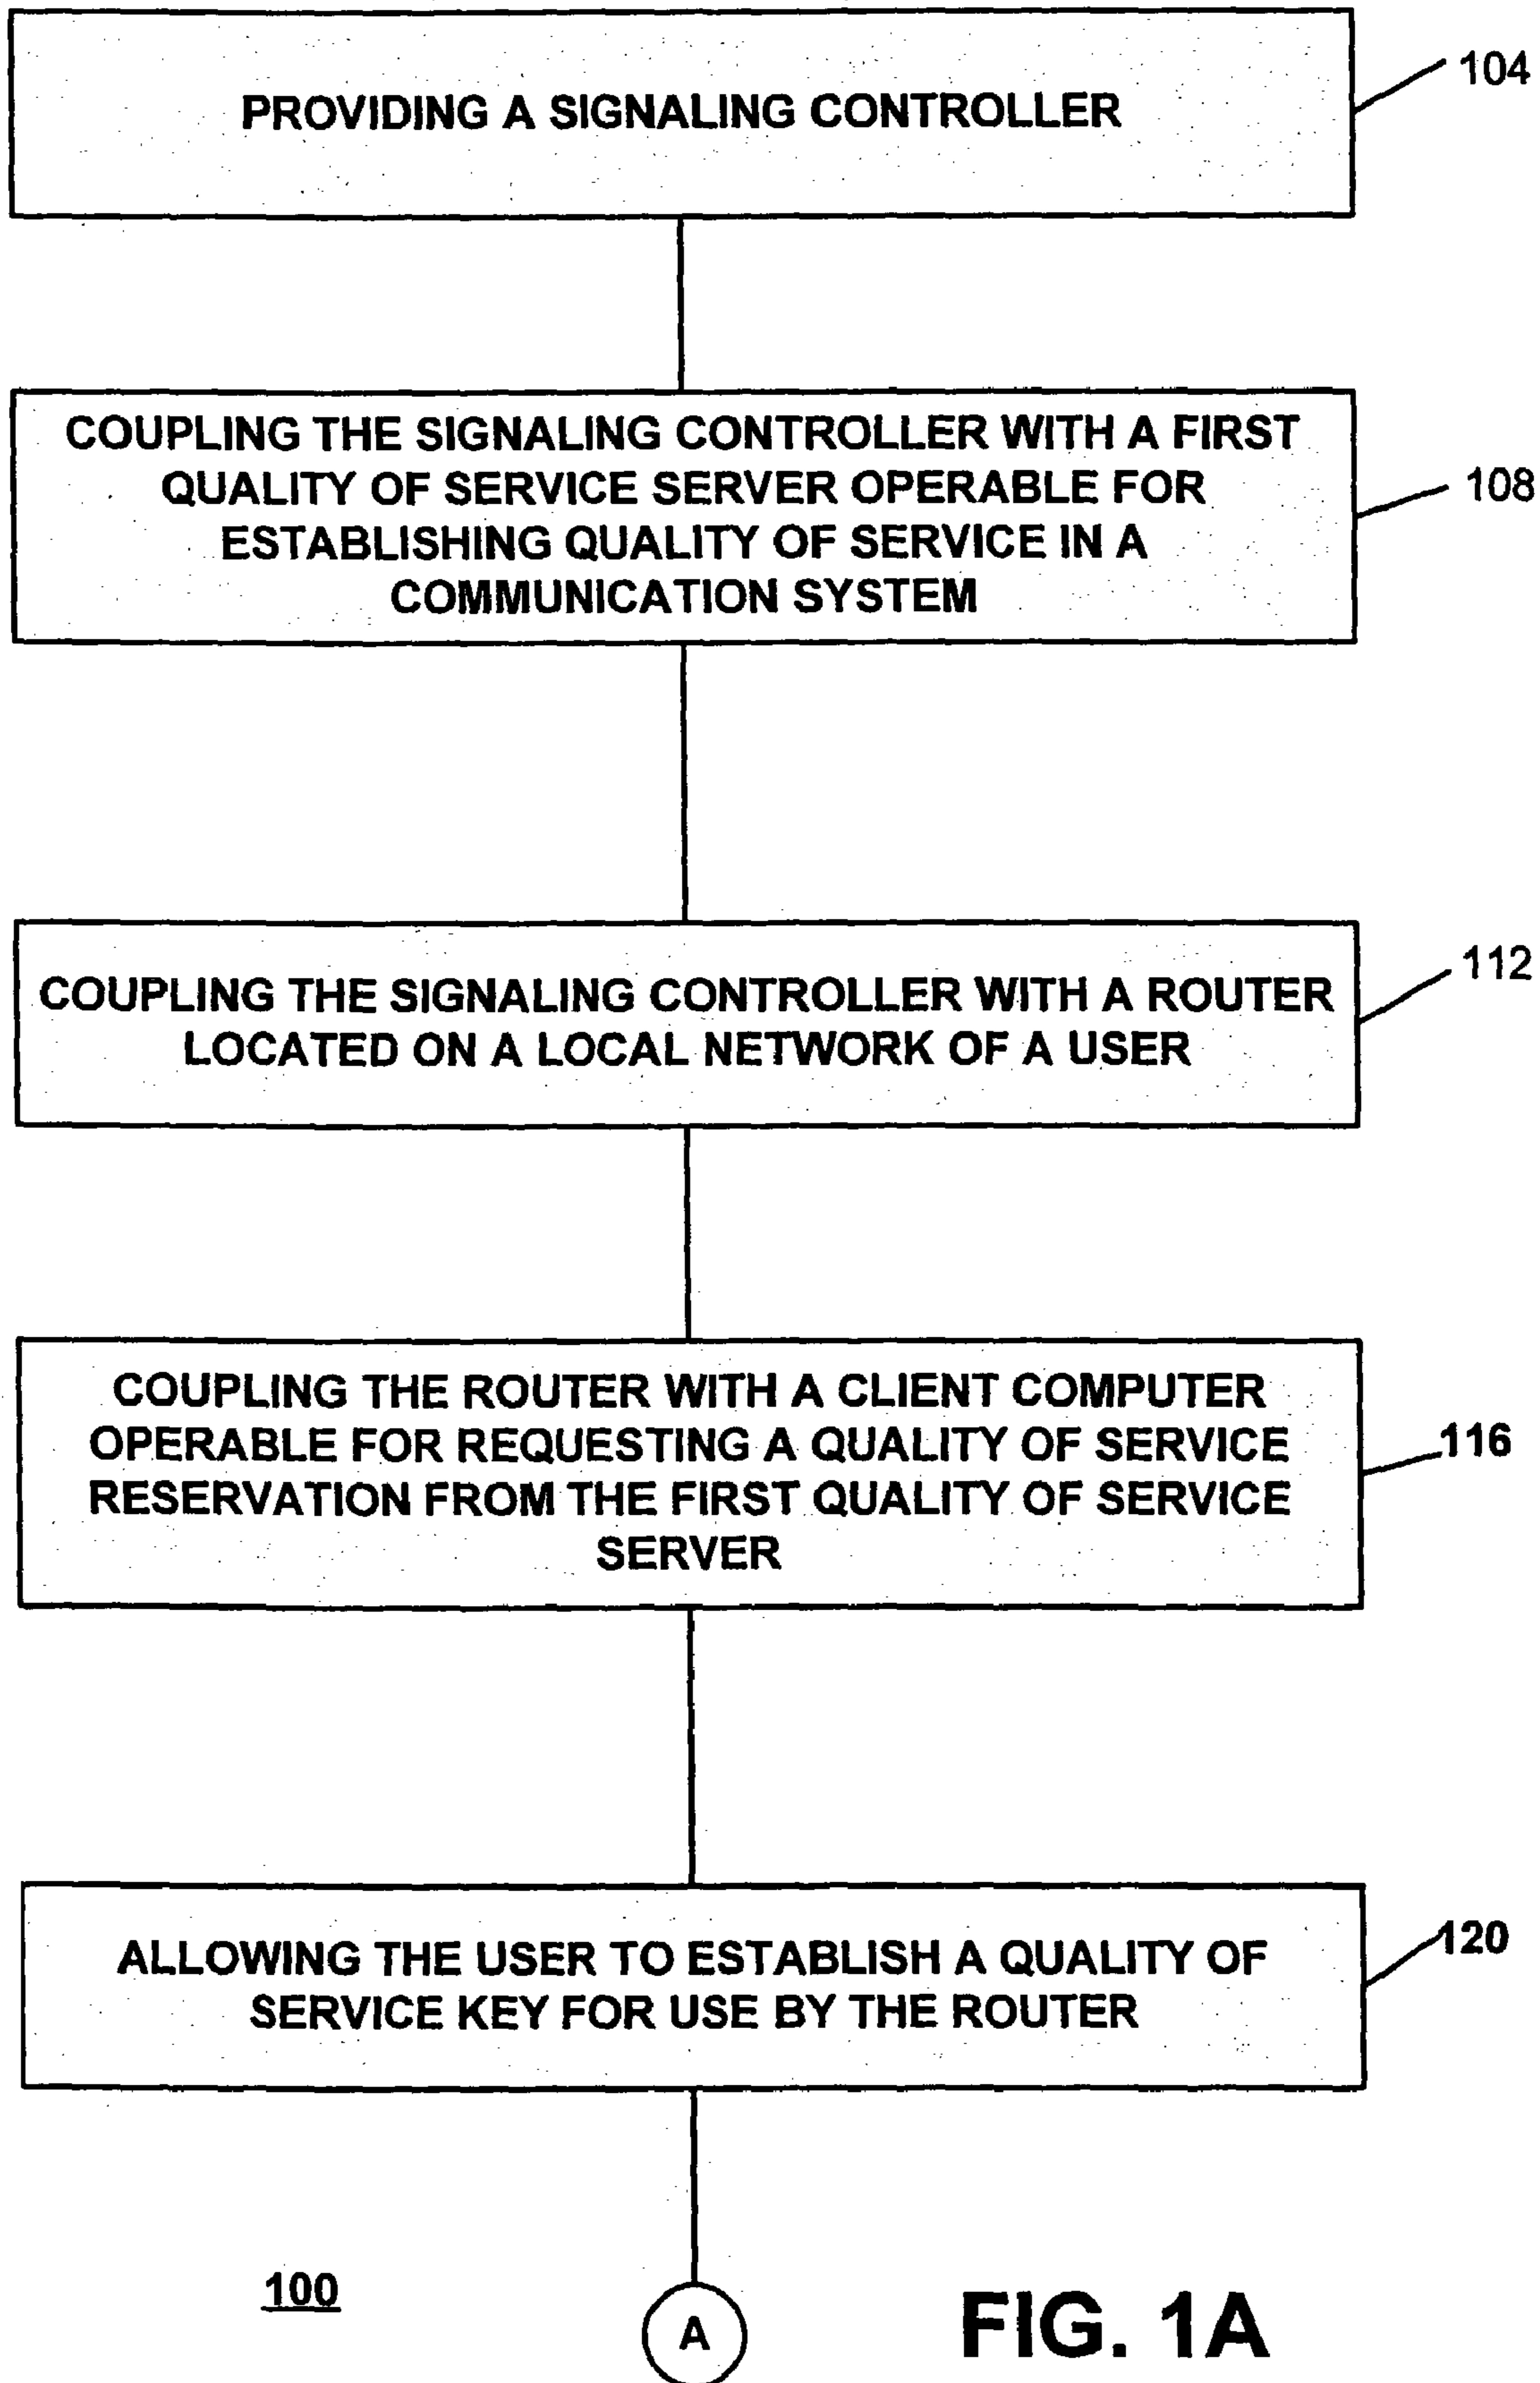 PROVIDING A SIGNALING CONTROLLER
104
COUPLING THE SIGNALING CONTROLLER WITH A FIRST
QUALITY OF SERVICE SERVER OPERABLE FOR
ESTABLISHING QUALITY OF SERVICE IN A
COMMUNICATION SYSTEM
108
COUPLING THE SIGNALING CONTROLLER WITH A ROUTER
LOCATED ON A LOCAL NETWORK OF A USER
112
COUPLING THE ROUTER WITH A CLIENT COMPUTER
OPERABLE FOR REQUESTING A QUALITY OF SERVICE
RESERVATION FROM THE FIRST QUALITY OF SERVICE
SERVER
116
ALLOWING THE USER TO ESTABLISH A QUALITY OF
SERVICE KEY FOR USE BY THE ROUTER
120
100
A
FIG. 1A